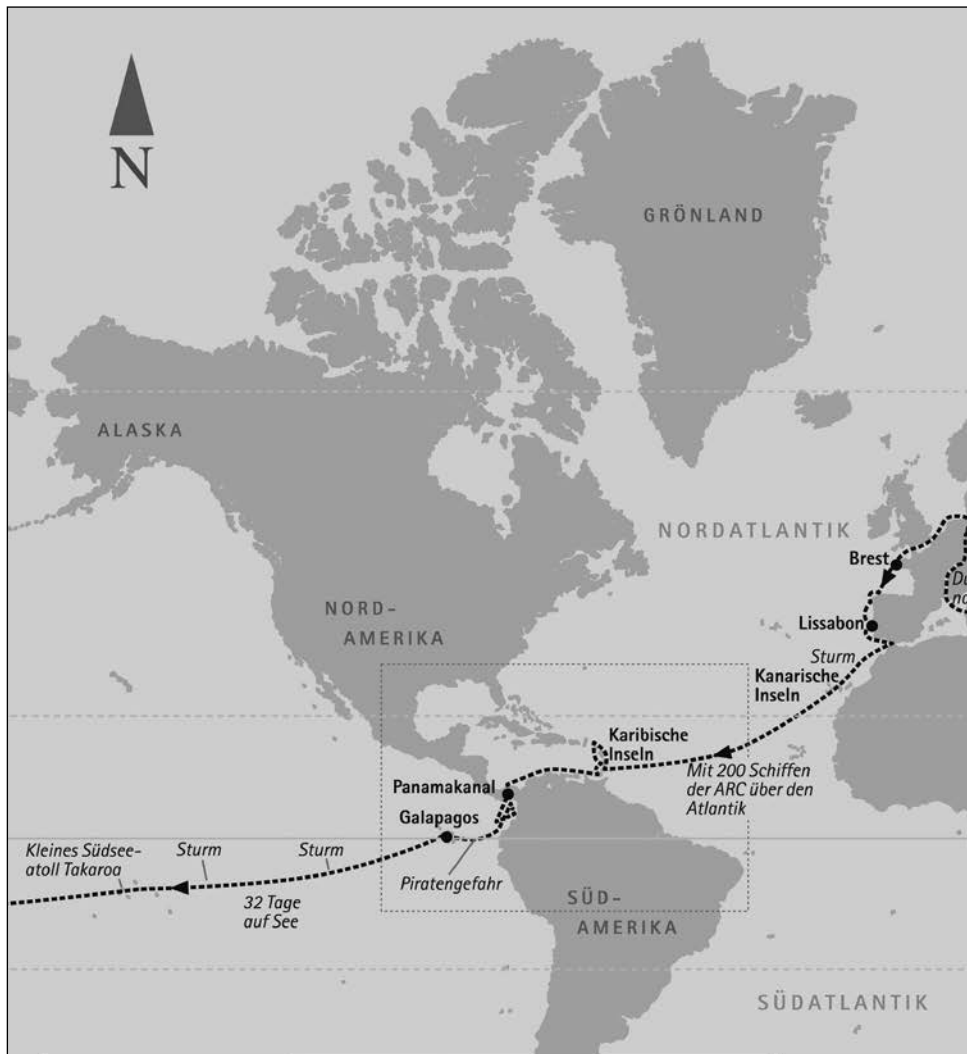 N
GRÖNLAND
ALASKA
NORDATLANTIK
Brest
NORD-
AMERIKA
Lissabon
Sturm
Kanarische
Inseln
Karibische
Inseln
Mit 200 Schiffen
der ARC über den
Atlantik
Panamakanal
Galapagos
Piratengefahr
Kleines Südsee-
atoll Takaroa
Sturm
Sturm
32 Tage
auf See
SÜD-
AMERIKA
SÜDATLANTIK